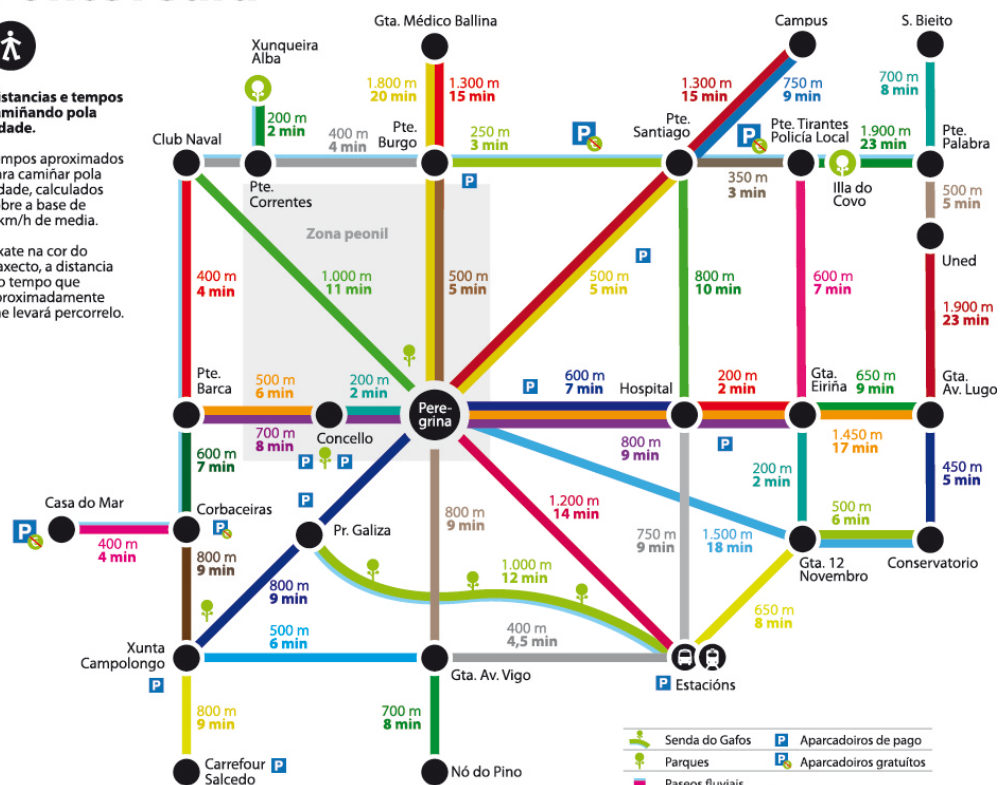 Gta. Médico Ballina
Campus
S. Bieito
Xunqueira
Alba
1.800 m
20 min
1.300 m
15 min
1.300 m
15 min
750 m
9 min
700 m
8 min
distancias e tempos
camiñando pola
cidade.
200 m
2 min
Club Naval
400 m
4 min
Pte.
Burgo
250 m
3 min
Pte.
Santiago
Pte. Tirantes
Policía Local
1.900 m
23 min
Pte.
Palabra
tempos aproximados
para camiñar pola
cidade, calculados
sobre a base de
km/h de media.
Pte.
Correntes
P
350 m
3 min
Illa do
Covo
500 m
5 min
Zona peonil
Uned
fíxate na cor do
traxecto, a distancia
o tempo que
aproximadamente
che levará percorrelo.
400 m
4 min
1.000 m
11 min
500 m
5 min
P
500 m
5 min
800 m
10 min
600 m
7 min
1.900 m
23 min
Pte.
Barca
500 m
6 min
200 m
2 min
P
600 m
7 min
Hospital
200 m
2 min
Gta.
Eiriña
650 m
9 min
Gta.
Av. Lugo
Pere-
grina
700 m
8 min
Concello
P
P
800 m
9 min
P
1.450 m
17 min
600 m
7 min
200 m
2 min
450 m
5 min
Casa do Mar
P
Corbaceiras
P
P
Pr. Galiza
800 m
9 min
1.200 m
14 min
750 m
9 min
1.500 m
18 min
500 m
6 min
400 m
4 min
Gta. 12
Novembro
Conservatorio
800 m
9 min
800 m
9 min
1.000 m
12 min
650 m
8 min
Xunta
Campolongo
P
500 m
6 min
400 m
4,5 min
Gta. Av. Vigo
P
Estacións
800 m
9 min
700 m
8 min
Carrefour
Salcedo
P
Nó do Pino
Senda do Gafos
P
Aparcadoiros de pago
Parques
P
Aparcadoiros gratuítos
Paseos fluviais